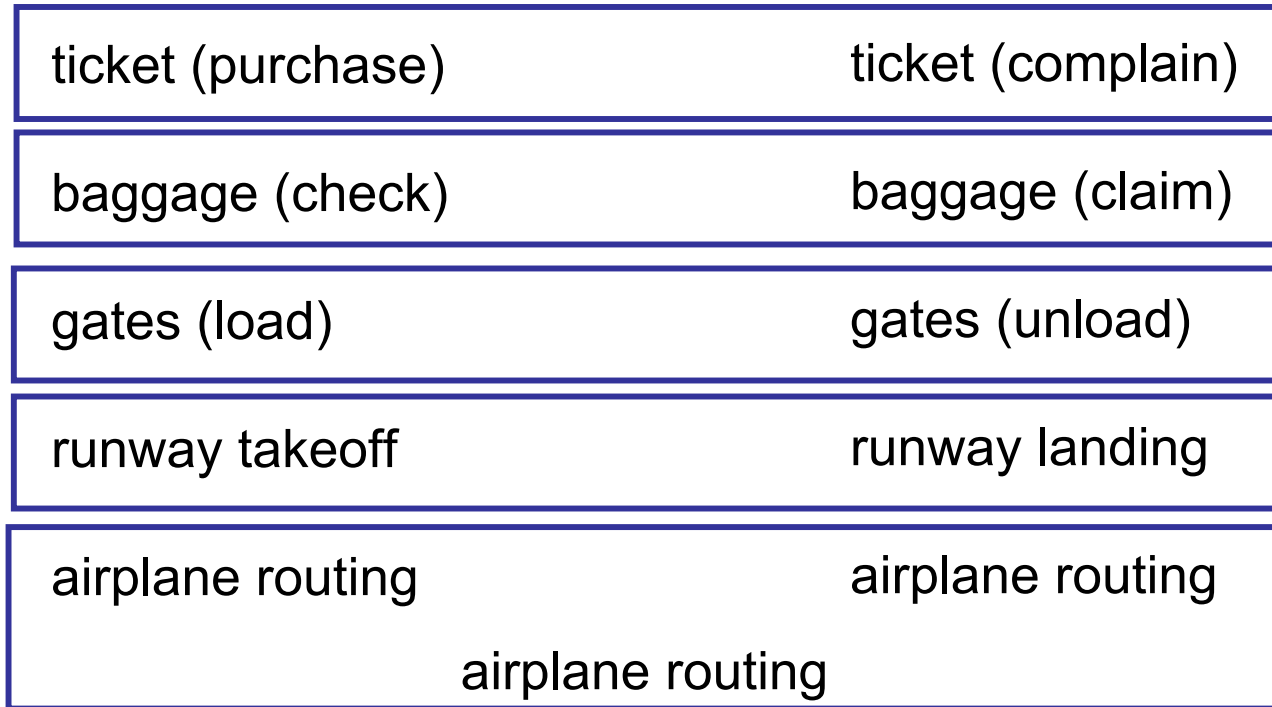 ticket (purchase) ticket (complain)
baggage (check) baggage (claim)
gates (load) gates (unload)
runway takeoff runway landing
airplane routing airplane routing
airplane routing